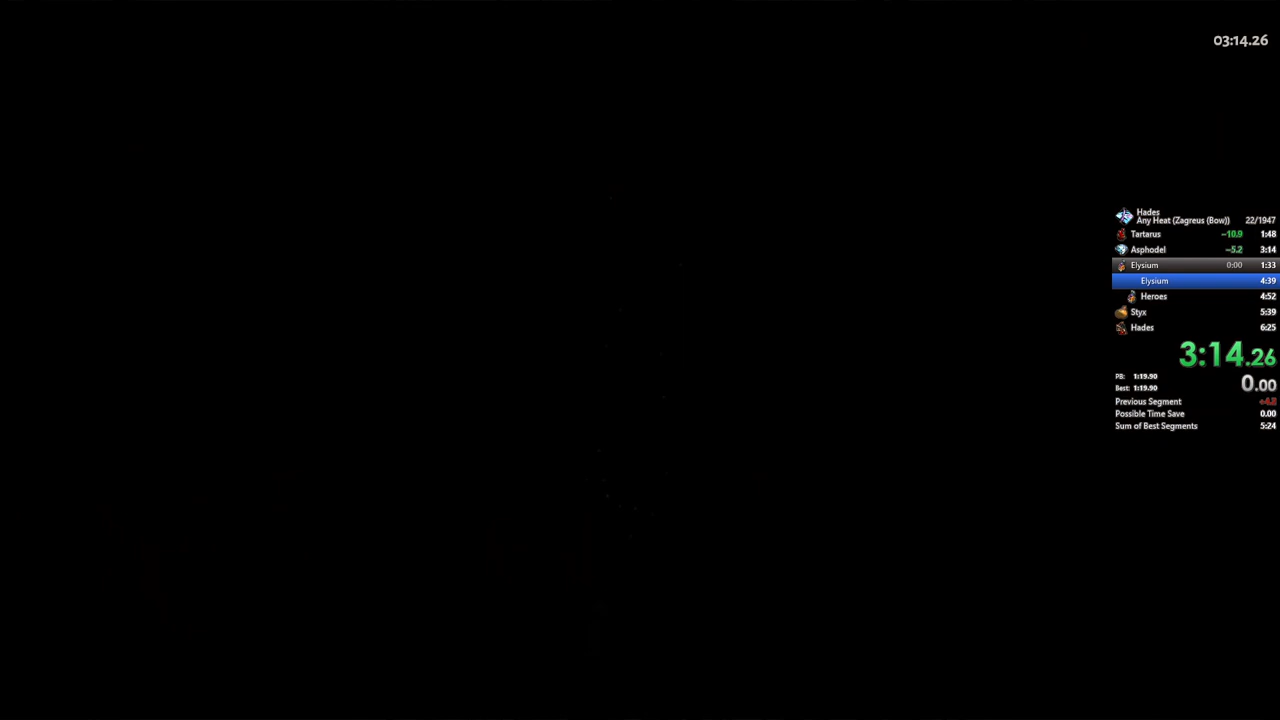 03:14.26
Hades
Any Heat (Zagreus (Bow)) 22/1947
Tartarus −10.9 1:48
Asphodel −5.2 3:14
Elysium 0:00 1:33
Elysium 4:39
Heroes 4:52
Styx 5:39
Hades 6:25
3:14.26
PB: 1:19.90
Best: 1:19.90
0.00
Previous Segment +4.8
Possible Time Save 0.00
Sum of Best Segments 5:24